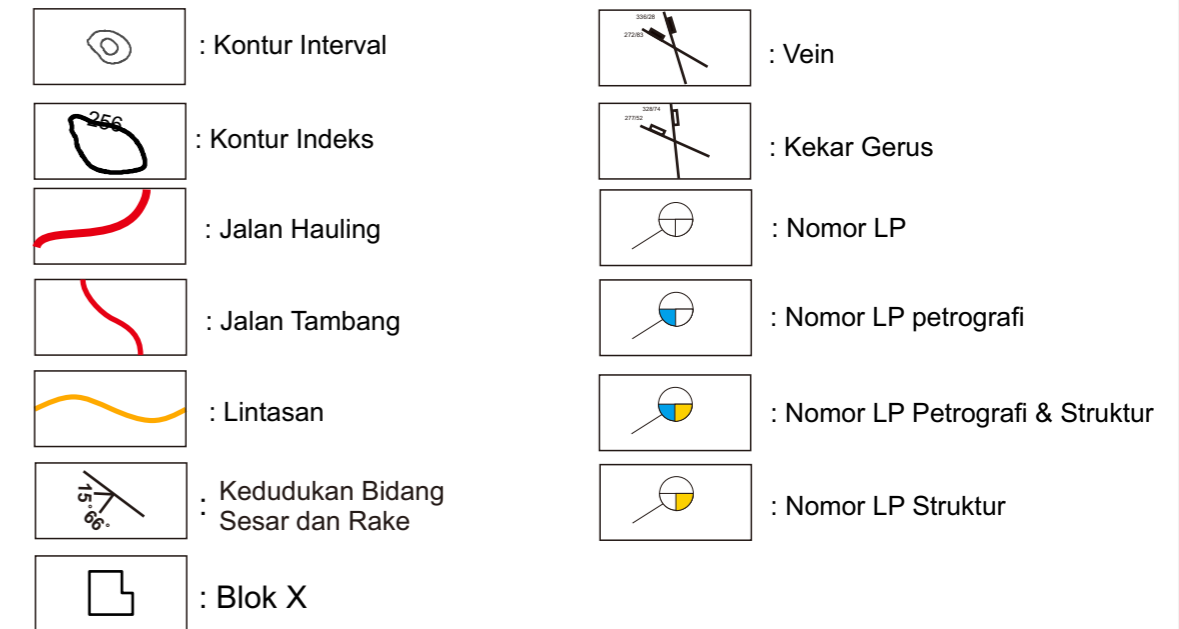 : Kontur Interval
256
: Kontur Indeks
: Jalan Hauling
: Jalan Tambang
: Lintasan
15° 66°
: Kedudukan Bidang
Sesar dan Rake
: Blok X
336/28
272/83
: Vein
328/74
277/52
: Kekar Gerus
: Nomor LP
: Nomor LP petrografi
: Nomor LP Petrografi & Struktur
: Nomor LP Struktur